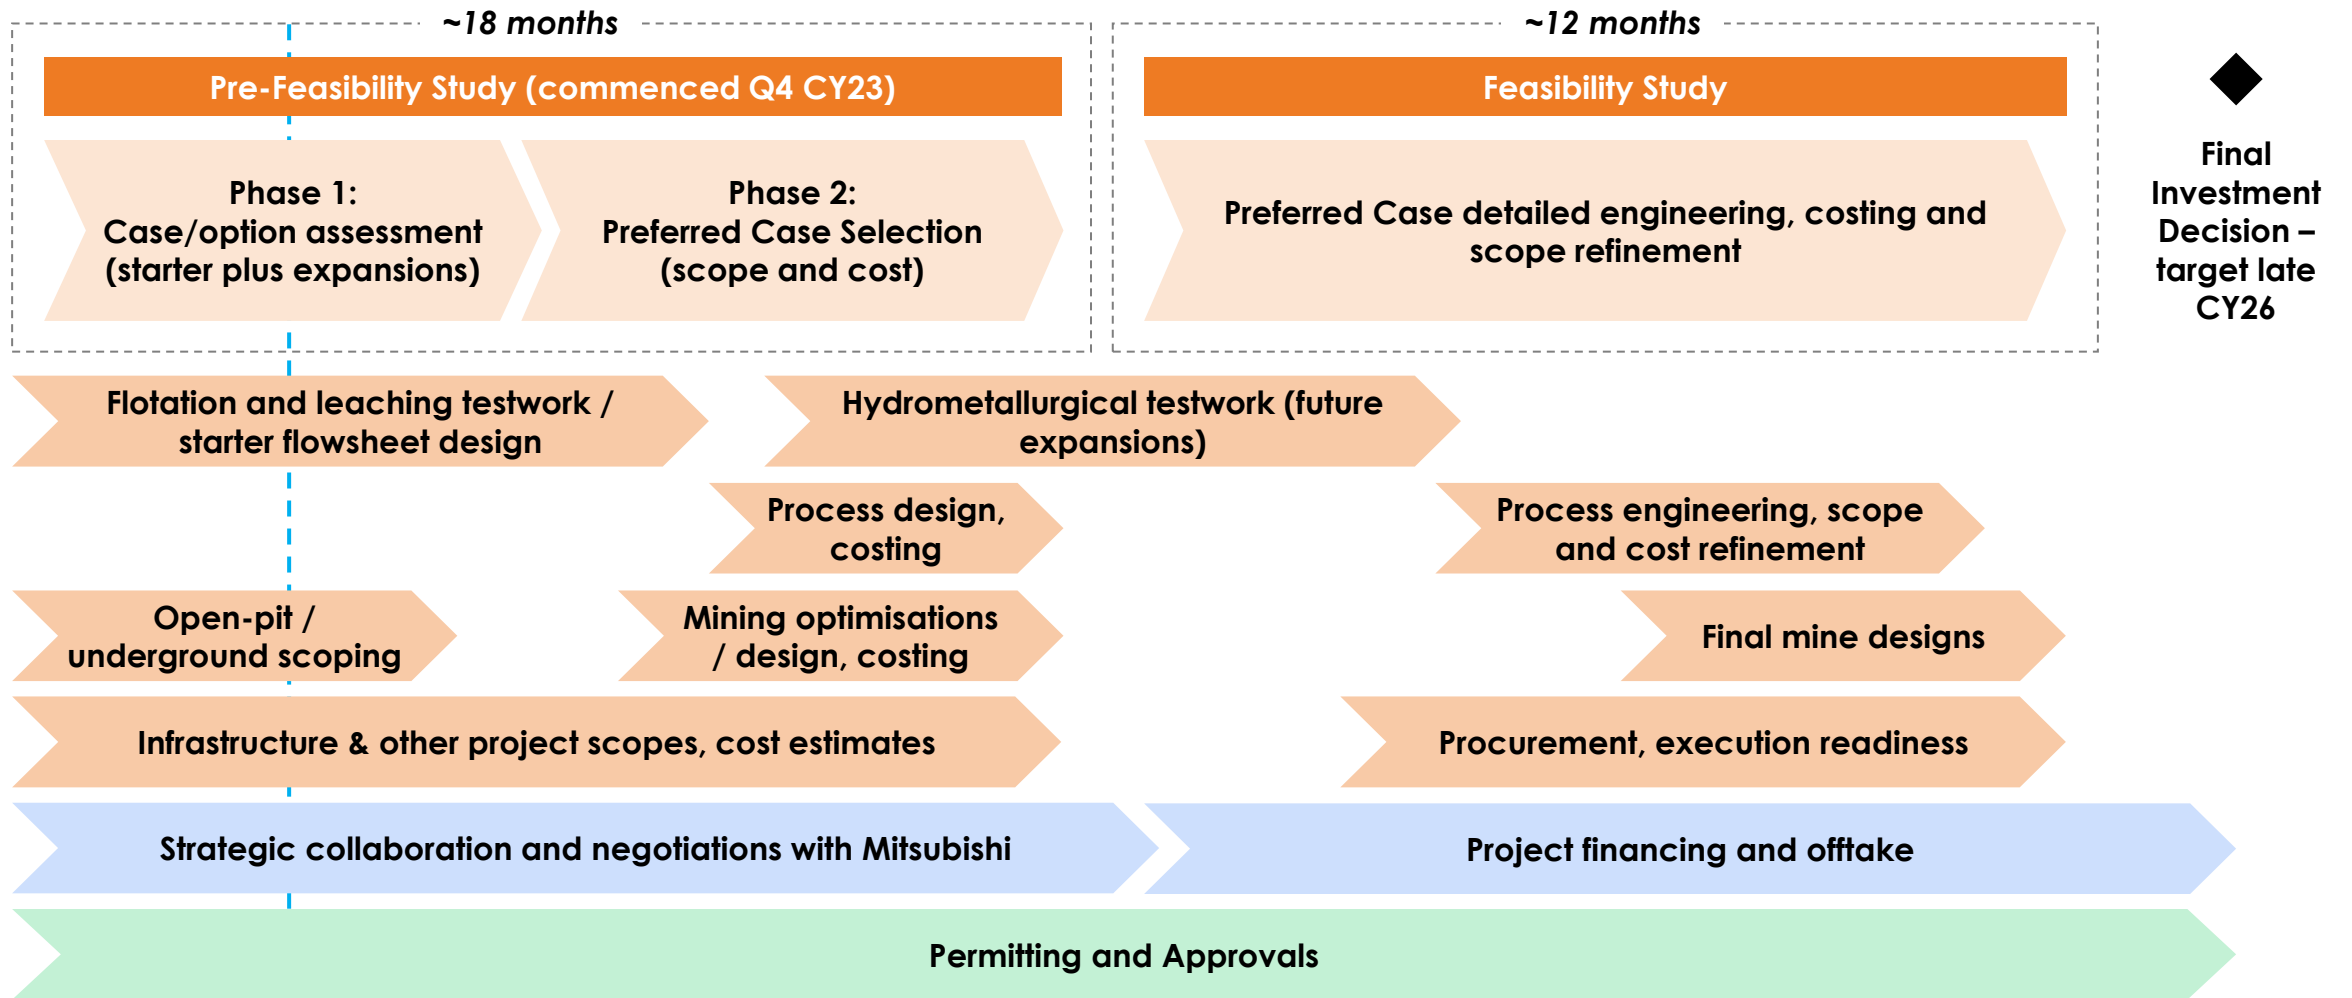 ~18 months
~12 months
Pre-Feasibility Study (commenced Q4 CY23)
Feasibility Study
Phase 1:
Case/option assessment
(starter plus expansions)
Phase 2:
Preferred Case Selection
(scope and cost)
Preferred Case detailed engineering, costing and
scope refinement
Final
Investment
Decision –
target late
CY26
Flotation and leaching testwork /
starter flowsheet design
Hydrometallurgical testwork (future
expansions)
Process design,
costing
Process engineering, scope
and cost refinement
Open-pit /
underground scoping
Mining optimisations
/ design, costing
Final mine designs
Infrastructure & other project scopes, cost estimates
Procurement, execution readiness
Strategic collaboration and negotiations with Mitsubishi
Project financing and offtake
Permitting and Approvals